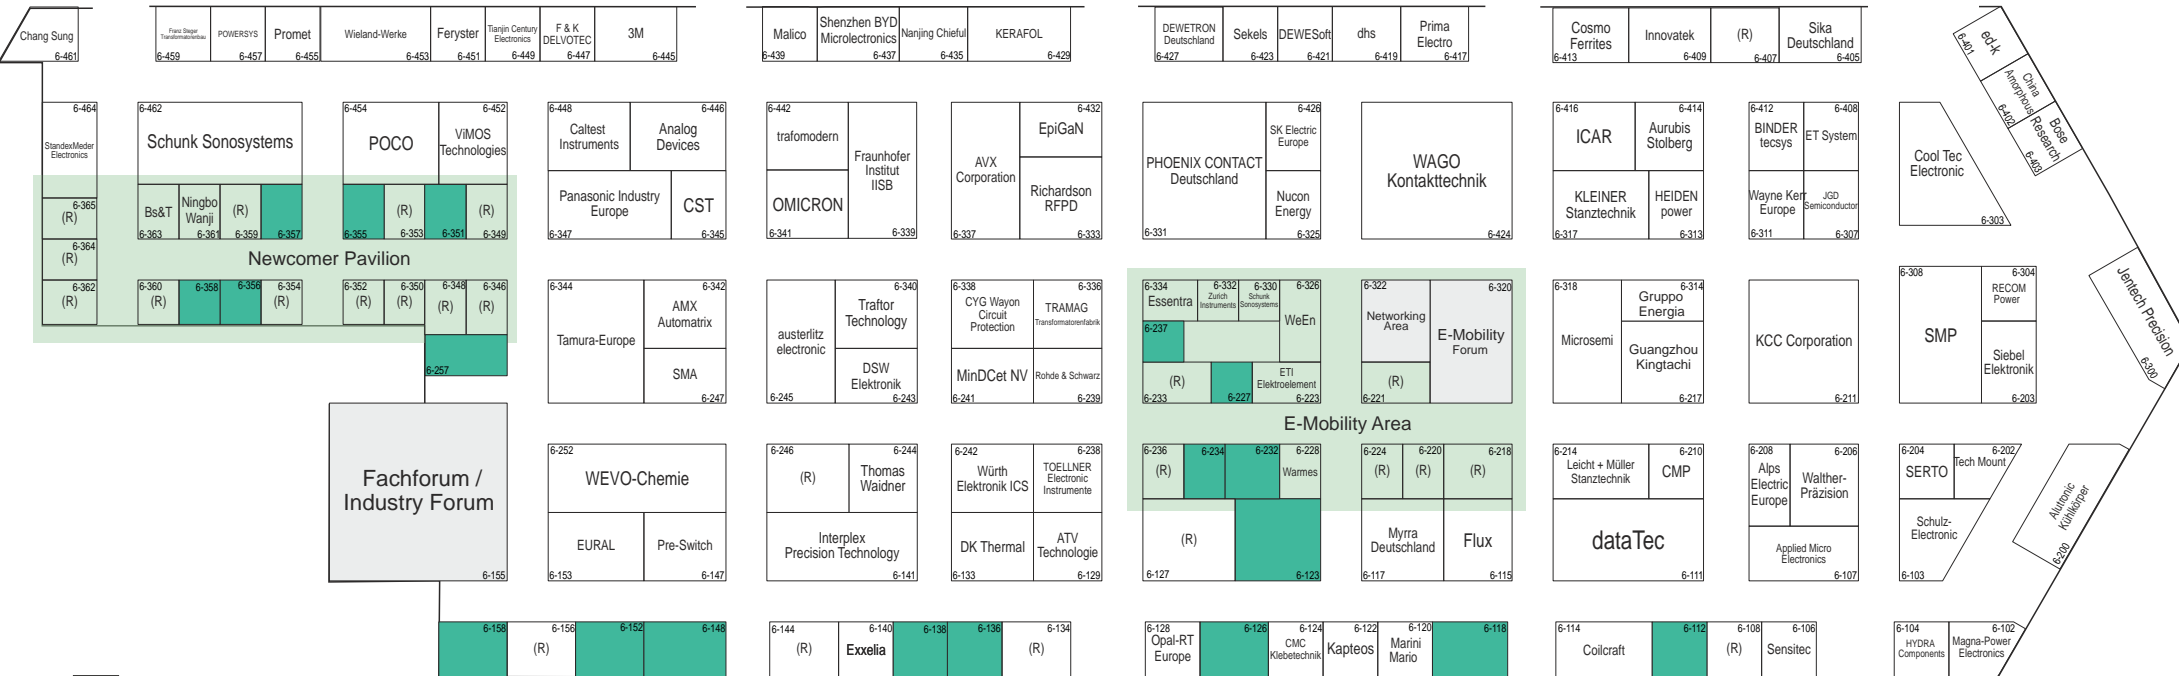 Chang Sung
6-461
Franz Steger
Transformatorenbau
6-459
POWERSYS
6-457
Promet
6-455
Wieland-Werke
6-453
Feryster
6-451
Tianjin Century
Electronics
6-449
F & K
DELVOTEC
6-447
3M
6-445
Malico
6-439
Shenzhen BYD
Microlectronics
6-437
Nanjing Chieful
6-435
KERAFOL
6-429
DEWETRON
Deutschland
6-427
Sekels
6-423
DEWESoft
6-421
dhs
6-419
Prima
Electro
6-417
Cosmo
Ferrites
6-413
Innovatek
6-409
(R)
6-407
Sika
Deutschland
6-405
ed-k
6-401
China
Amorphous
6-402
Bose
Research
6-403
6-464
StandexMeder
Electronics
6-462
Schunk Sonosystems
6-454
POCO
6-452
ViMOS
Technologies
6-448
Caltest
Instruments
6-446
Analog
Devices
6-442
trafomodern
Fraunhofer
Institut
IISB
6-339
AVX
Corporation
6-337
6-432
EpiGaN
PHOENIX CONTACT
Deutschland
6-331
6-426
SK Electric
Europe
WAGO
Kontakttechnik
6-424
6-416
ICAR
6-414
Aurubis
Stolberg
6-412
BINDER
tecsys
6-408
ET System
Cool Tec
Electronic
6-303
6-365
(R)
Bs&T
6-363
Ningbo
Wanji
6-361
(R)
6-359
6-357
6-355
(R)
6-353
6-351
(R)
6-349
Panasonic Industry
Europe
6-347
CST
6-345
OMICRON
6-341
Richardson
RFPD
6-333
Nucon
Energy
6-325
KLEINER
Stanztechnik
6-317
HEIDEN
power
6-313
Wayne Kerr
Europe
6-311
JGD
Semiconductor
6-307
6-364
(R)
Newcomer Pavilion
6-362
(R)
6-360
(R)
6-358
6-356
6-354
(R)
6-352
(R)
6-350
(R)
6-348
(R)
6-346
(R)
6-257
6-344
Tamura-Europe
6-342
AMX
Automatrix
SMA
6-247
austerlitz
electronic
6-245
6-340
Traftor
Technology
DSW
Elektronik
6-243
6-338
CYG Wayon
Circuit
Protection
6-336
TRAMAG
Transformatorenfabrik
MinDCet NV
6-241
Rohde & Schwarz
6-239
6-334
Essentra
6-332
Zurich
Instruments
6-330
Schunk
Sonosystems
6-326
WeEn
6-237
(R)
6-233
6-227
ETI
Elektroelement
6-223
6-322
Networking
Area
6-320
E-Mobility
Forum
(R)
6-221
E-Mobility Area
6-318
Microsemi
6-314
Gruppo
Energia
Guangzhou
Kingtachi
6-217
KCC Corporation
6-211
6-308
SMP
6-304
RECOM
Power
Siebel
Elektronik
6-203
Jentech Precision
6-300
Fachforum /
Industry Forum
6-155
6-252
WEVO-Chemie
EURAL
6-153
Pre-Switch
6-147
6-246
(R)
6-244
Thomas
Waidner
Interplex
Precision Technology
6-141
6-242
Würth
Elektronik ICS
6-238
TOELLNER
Electronic
Instrumente
DK Thermal
6-133
ATV
Technologie
6-129
6-236
(R)
6-234
6-232
6-228
Warmes
(R)
6-127
6-123
6-224
(R)
6-220
(R)
6-218
(R)
Myrra
Deutschland
6-117
Flux
6-115
6-214
Leicht + Müller
Stanztechnik
6-210
CMP
dataTec
6-111
6-208
Alps
Electric
Europe
6-206
Walther-
Präzision
Applied Micro
Electronics
6-107
6-204
SERTO
6-202
Tech Mount
Schulz-
Electronic
6-103
Alutronic
Kühlkörper
6-200
6-158
6-156
(R)
6-152
6-148
6-144
(R)
6-140
Exxelia
6-138
6-136
6-134
(R)
6-128
Opal-RT
Europe
6-126
6-124
CMC
Klebetechnik
6-122
Kapteos
6-120
Marini
Mario
6-118
6-114
Coilcraft
6-112
6-108
(R)
6-106
Sensitec
6-104
HYDRA
Components
6-102
Magna-Power
Electronics